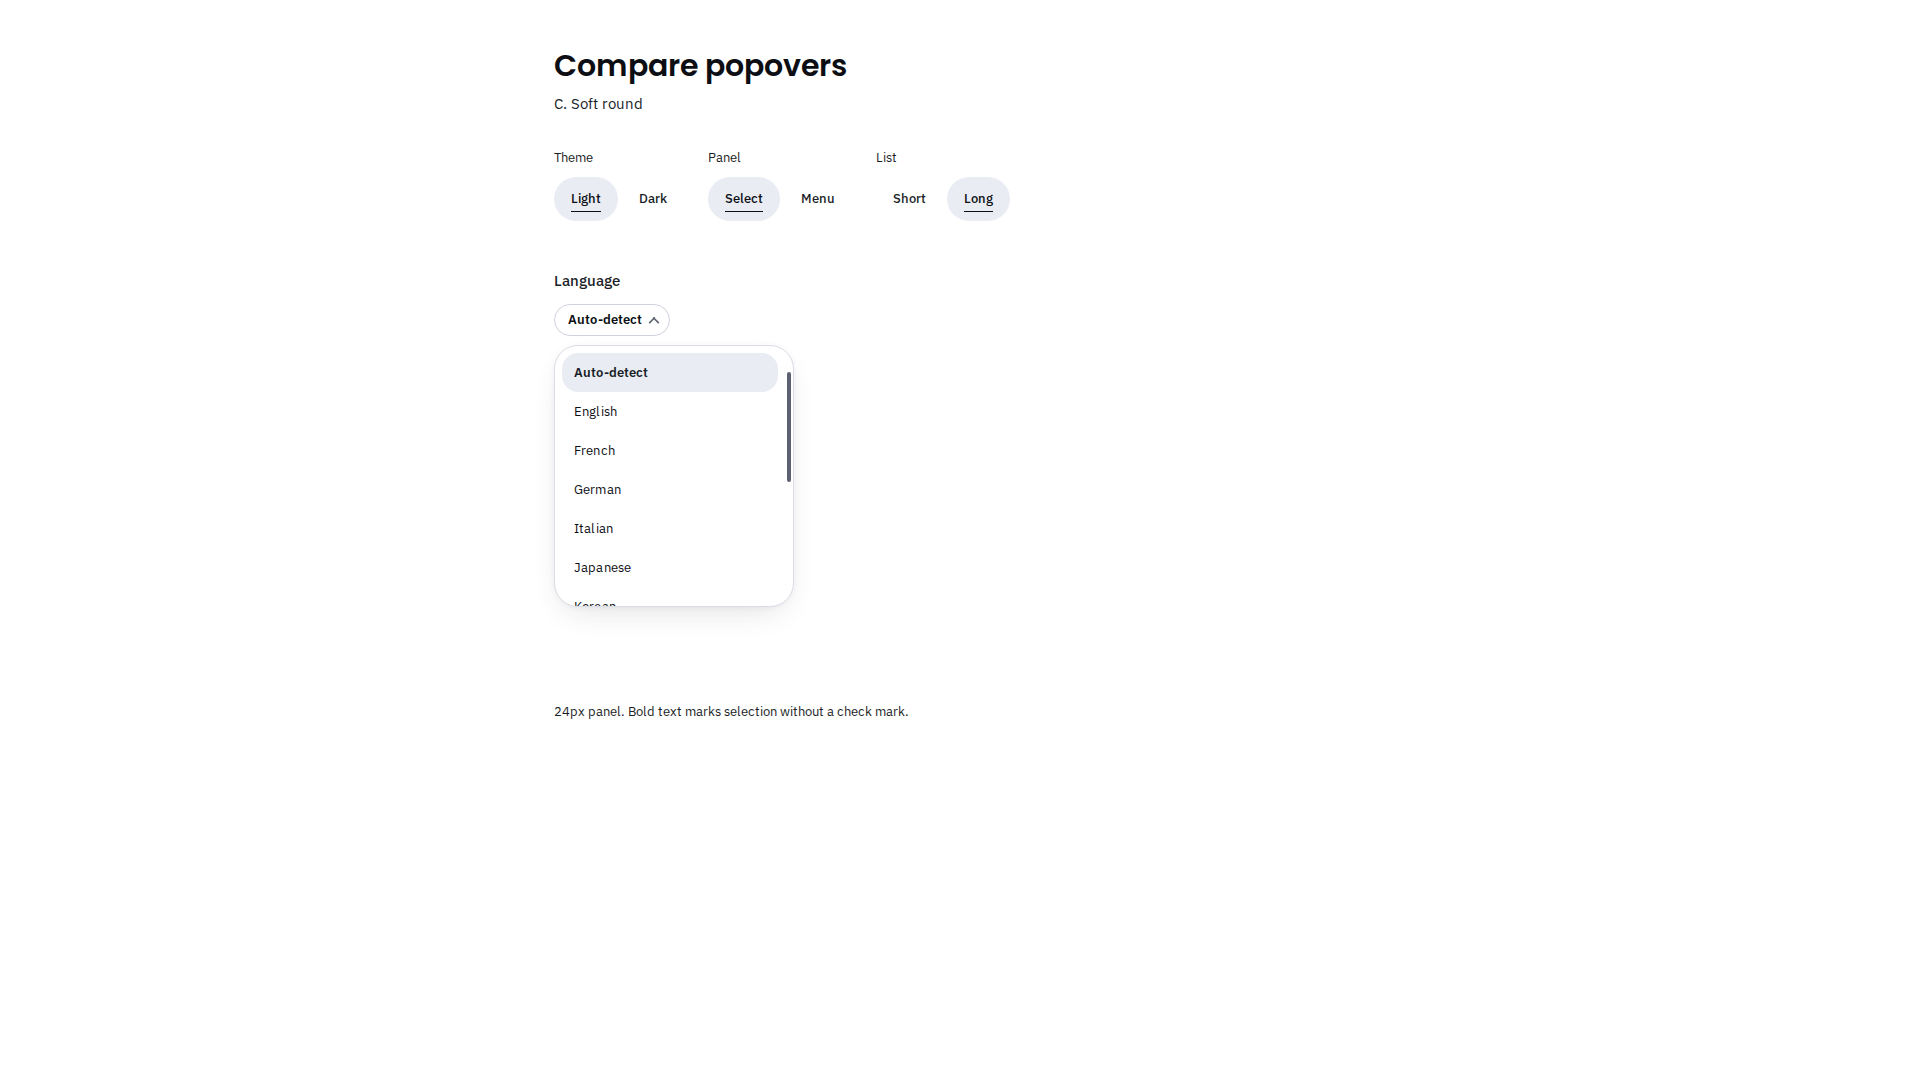 Compare popovers
C. Soft round
Theme Panel List
Light Dark Select Menu Short Long
Language
Auto-detect
Auto-detect
English
French
German
Italian
Japanese
Korean
24px panel. Bold text marks selection without a check mark.